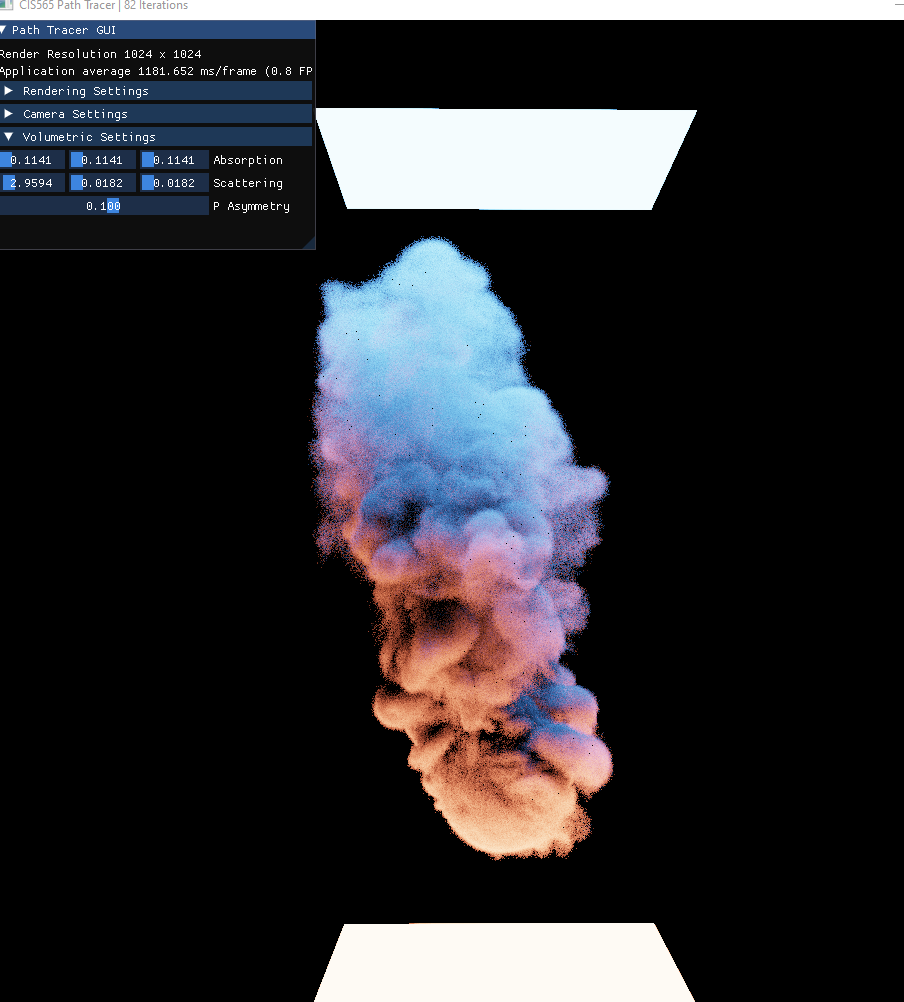 CIS565 Path Tracer | 82 Iterations
Path Tracer GUI
Render Resolution 1024 x 1024
Application average 1181.652 ms/frame (0.8 FP
Rendering Settings
Camera Settings
Volumetric Settings
0.1141 0.1141 0.1141 Absorption
2.9594 0.0182 0.0182 Scattering
0.100 P Asymmetry